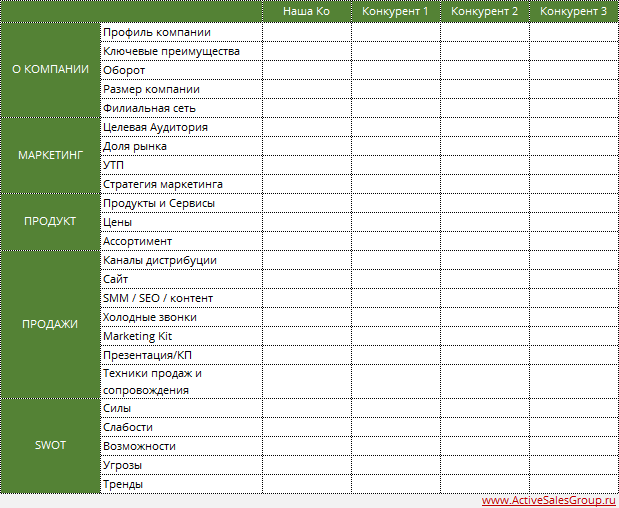 Наша Ко Конкурент 1 Конкурент 2 Конкурент 3
О КОМПАНИИ
Профиль компании
Ключевые преимущества
Оборот
Размер компании
Филиальная сеть
МАРКЕТИНГ
Целевая Аудитория
Доля рынка
УТП
Стратегия маркетинга
ПРОДУКТ
Продукты и Сервисы
Цены
Ассортимент
ПРОДАЖИ
Каналы дистрибуции
Сайт
SMM / SEO / контент
Холодные звонки
Marketing Kit
Презентация/КП
Техники продаж и
сопровождения
SWOT
Силы
Слабости
Возможности
Угрозы
Тренды
www.ActiveSalesGroup.ru